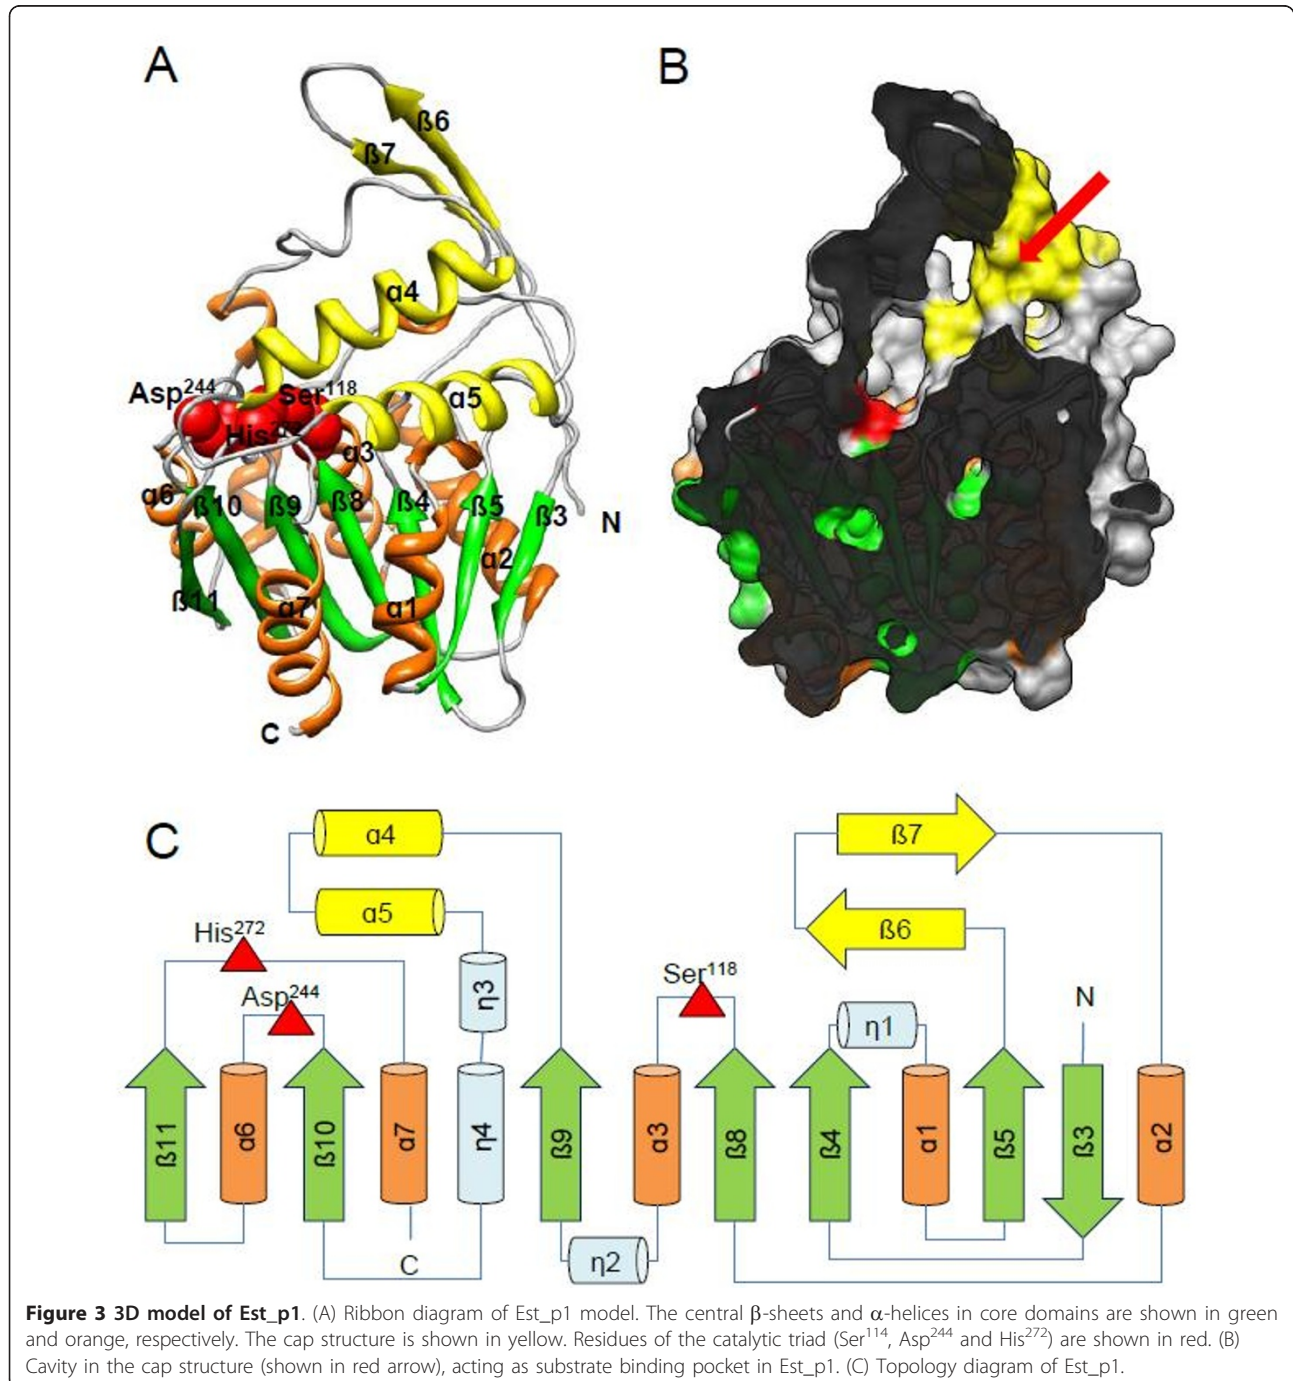 A
B
ß6
ß7
α4
Asp²⁴⁴
Ser¹¹⁸
His²⁷²
α5
α3
α6
ß10
ß9
ß8
ß4
ß5
ß3
N
α2
ß11
α7
α1
C
C
α4
ß7
α5
ß6
His²⁷²
Asp²⁴⁴
η3
Ser¹¹⁸
η1
N
ß11
α6
ß10
α7
η4
ß9
α3
ß8
ß4
α1
ß5
ß3
α2
C
η2
Figure 3 3D model of Est_p1. (A) Ribbon diagram of Est_p1 model. The central β-sheets and α-helices in core domains are shown in green
and orange, respectively. The cap structure is shown in yellow. Residues of the catalytic triad (Ser¹¹⁴, Asp²⁴⁴ and His²⁷²) are shown in red. (B)
Cavity in the cap structure (shown in red arrow), acting as substrate binding pocket in Est_p1. (C) Topology diagram of Est_p1.